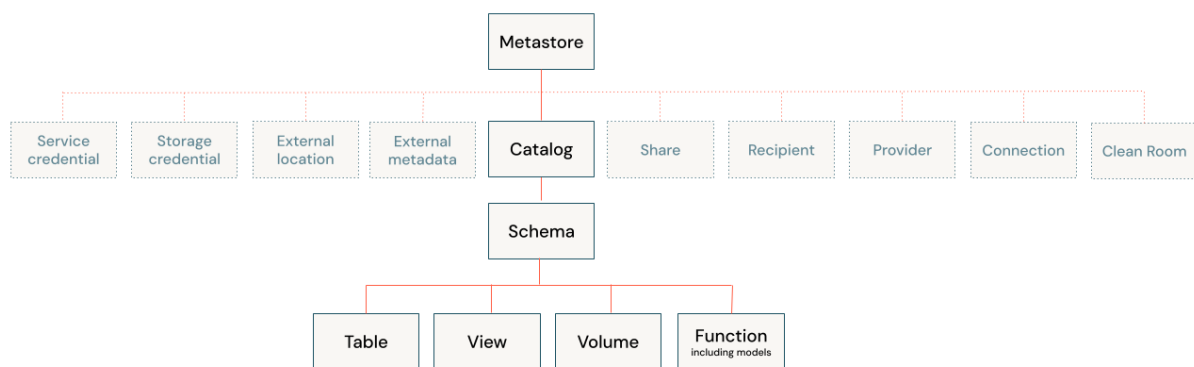 Metastore
Service
credential
Storage
credential
External
location
External
metadata
Catalog
Share
Recipient
Provider
Connection
Clean Room
Schema
Table
View
Volume
Function
including models